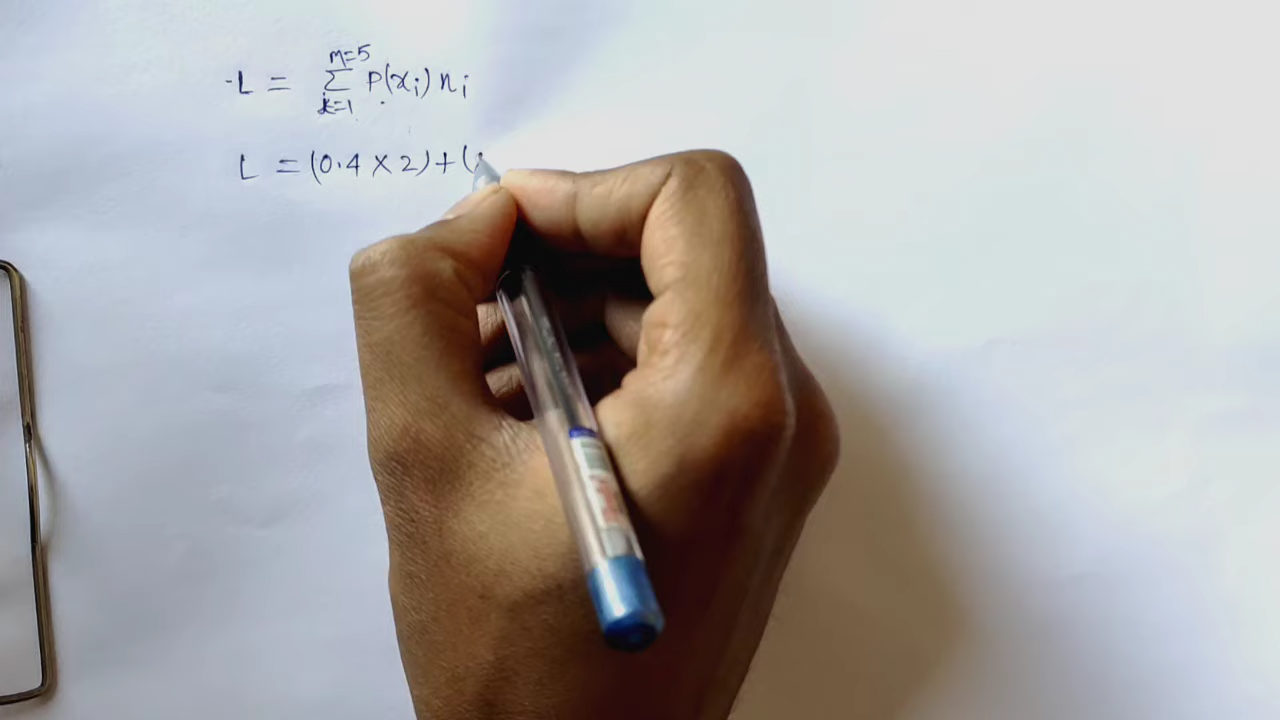 L = m=5 Σ k=1 P(xi) ni
L = (0.4 X 2) + (